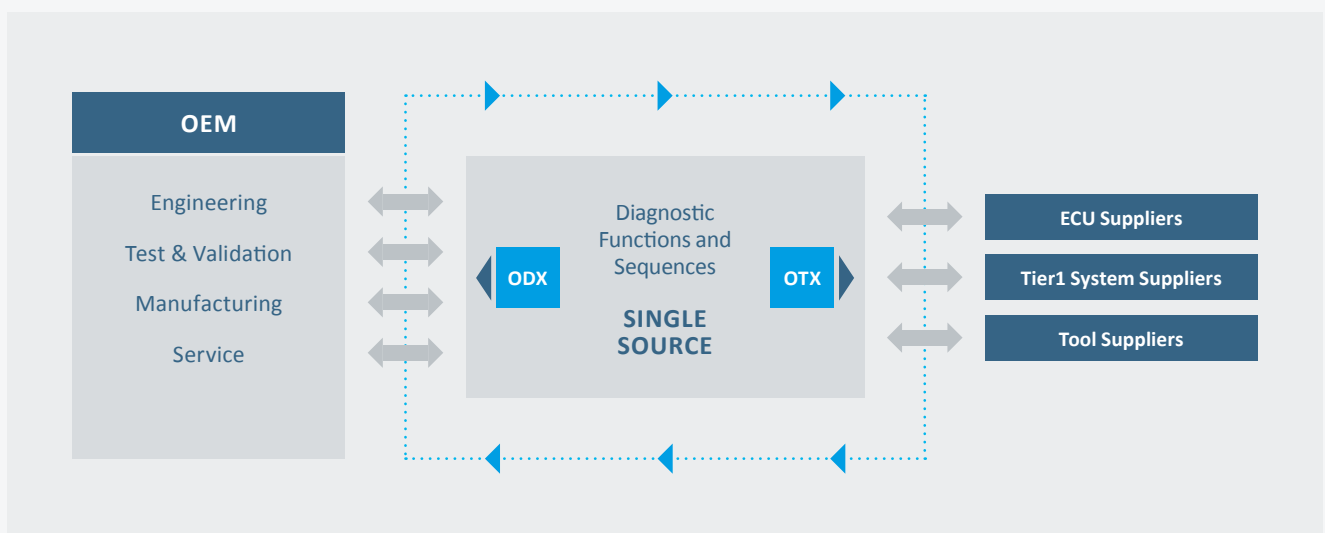 OEM
Engineering
Test & Validation
Manufacturing
Service
Diagnostic
Functions and
Sequences
SINGLE
SOURCE
ODX
OTX
ECU Suppliers
Tier1 System Suppliers
Tool Suppliers